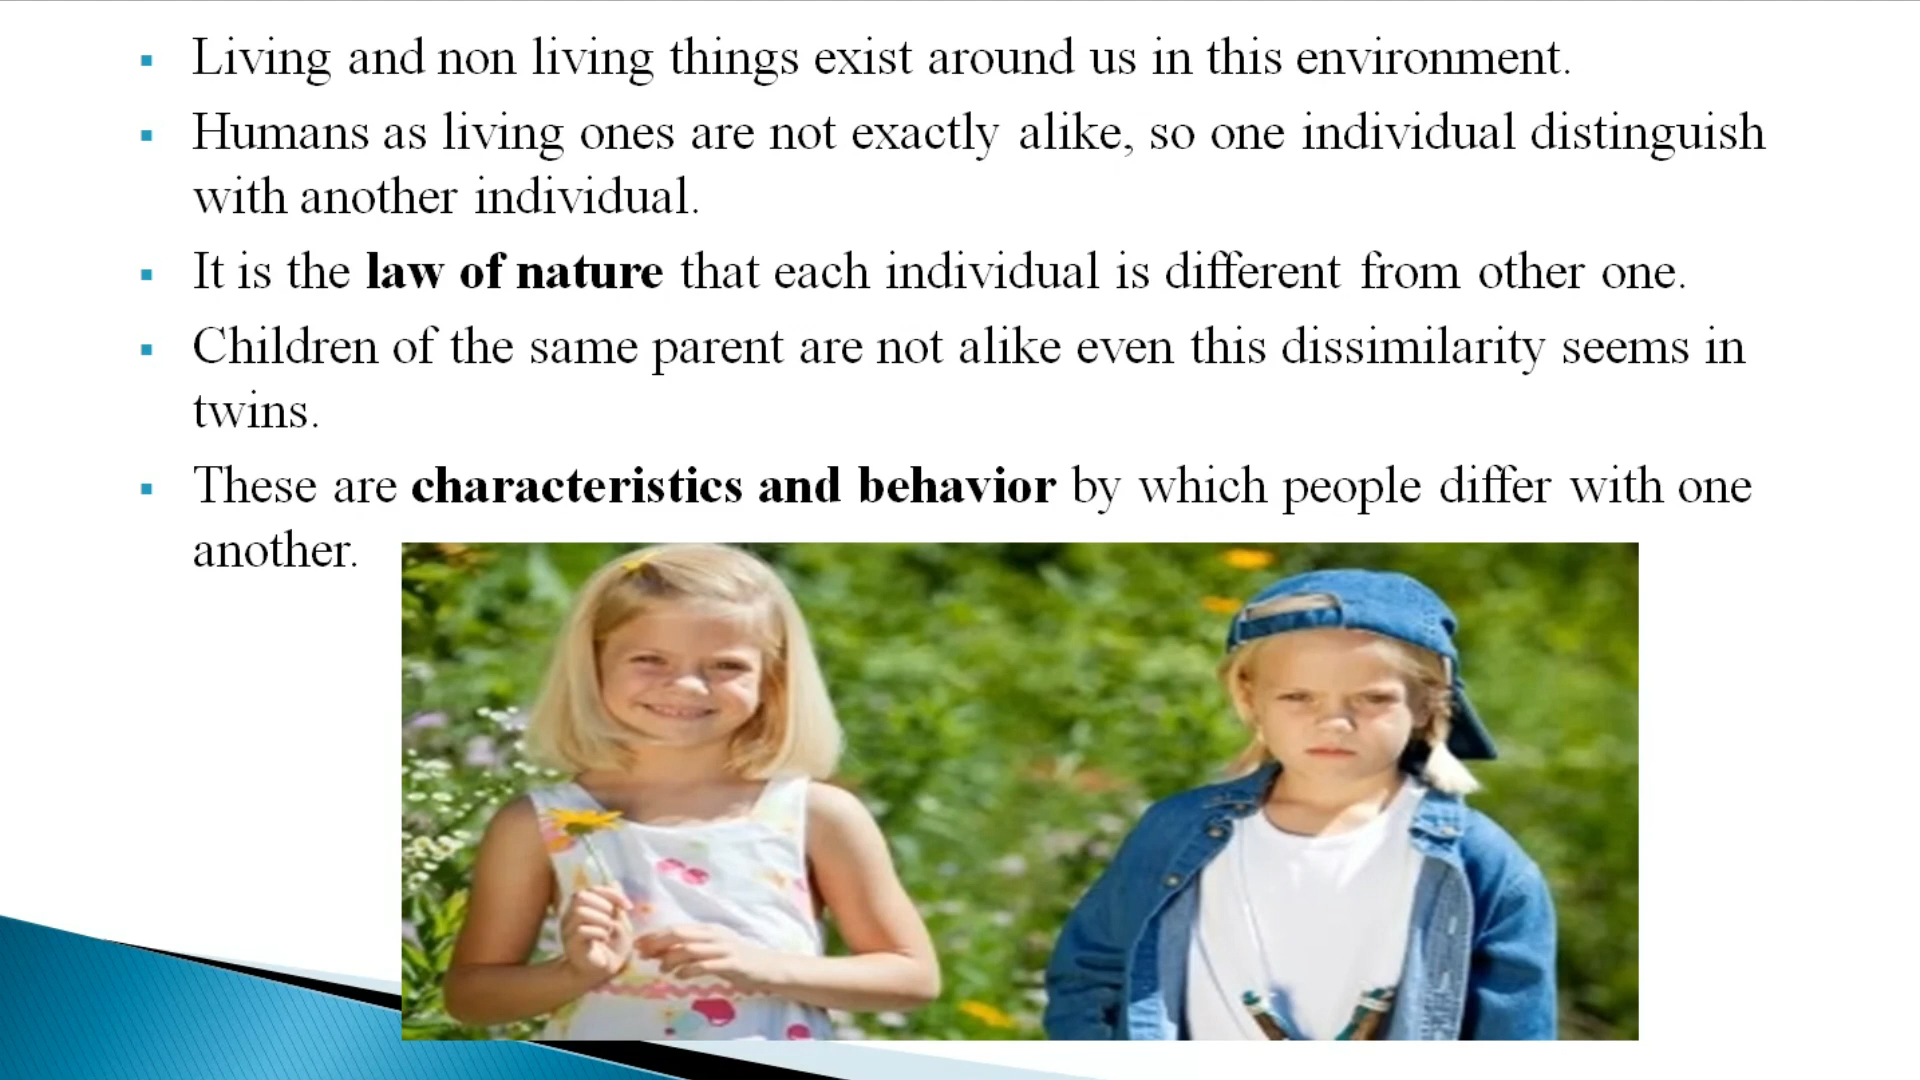 Living and non living things exist around us in this environment.
Humans as living ones are not exactly alike, so one individual distinguish
with another individual.
It is the law of nature that each individual is different from other one.
Children of the same parent are not alike even this dissimilarity seems in
twins.
These are characteristics and behavior by which people differ with one
another.